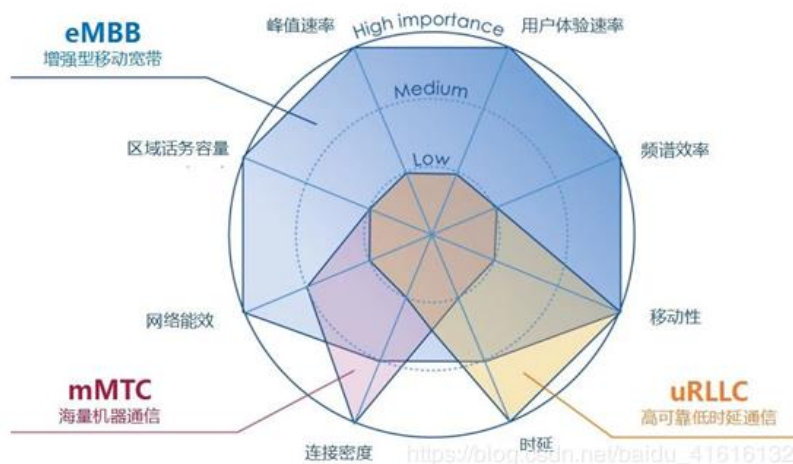 峰值速率
High importance
用户体验速率
eMBB
增强型移动宽带
Medium
区域话务容量
Low
频谱效率
网络能效
移动性
mMTC
海量机器通信
uRLLC
高可靠低时延通信
连接密度
时延
https://blog.csdn.net/baidu_41616132